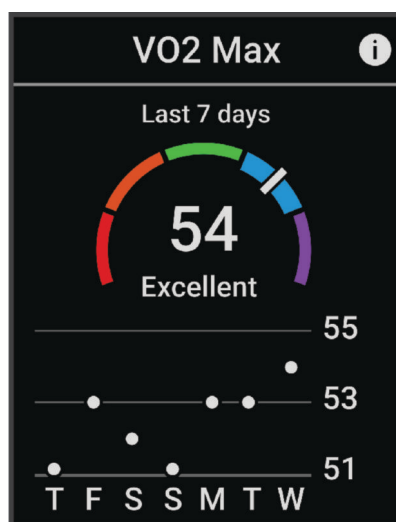 VO2 Max i
Last 7 days
54
Excellent
55
53
51
T F S S M T W